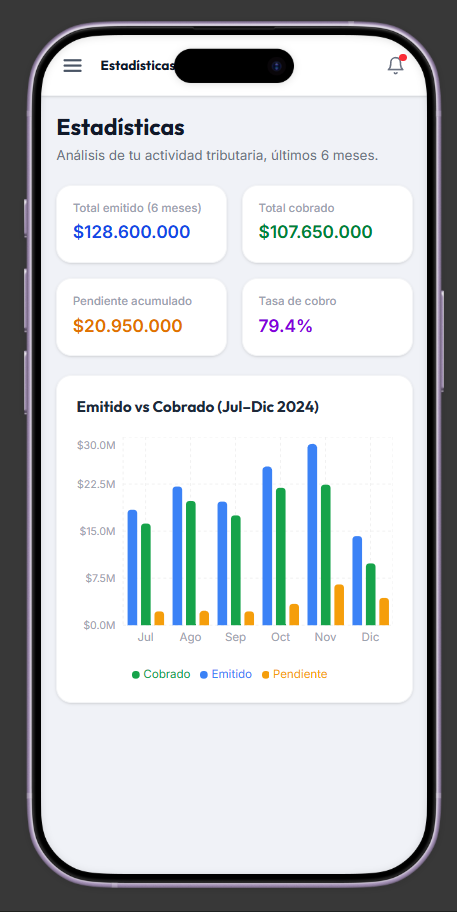 Estadísticas
Estadísticas
Análisis de tu actividad tributaria, últimos 6 meses.
Total emitido (6 meses)
$128.600.000
Total cobrado
$107.650.000
Pendiente acumulado
$20.950.000
Tasa de cobro
79.4%
Emitido vs Cobrado (Jul–Dic 2024)
$30.0M
$22.5M
$15.0M
$7.5M
$0.0M
Jul Ago Sep Oct Nov Dic
Cobrado Emitido Pendiente